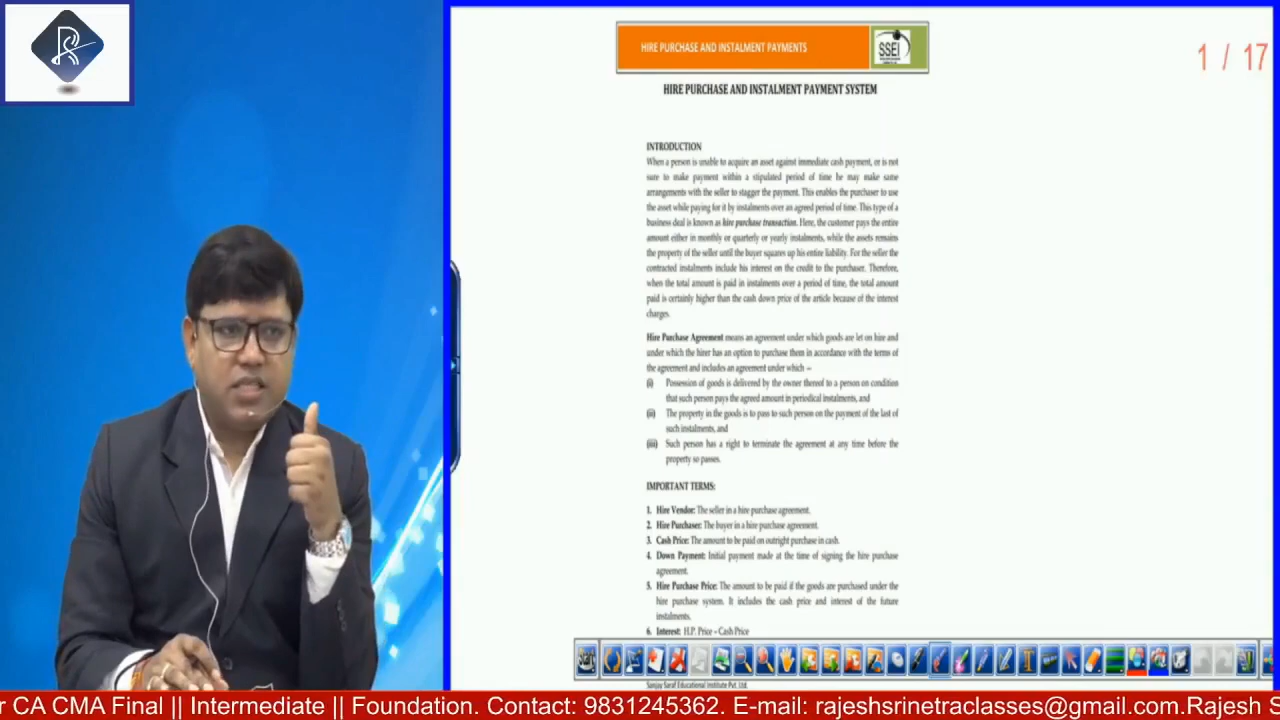 HIRE PURCHASE AND INSTALMENT PAYMENTS
SSEI
1 / 17
HIRE PURCHASE AND INSTALMENT PAYMENT SYSTEM
INTRODUCTION
When a person is unable to acquire an asset against immediate cash payment, or is not
sure to make payment within a stipulated period of time he may make same
arrangements with the seller to stagger the payment. This enables the purchaser to use
the asset while paying for it by instalments over an agreed period of time. This type of a
business deal is known as hire purchase transaction. Here, the customer pays the entire
amount either in monthly or quarterly or yearly instalments, while the assets remains
the property of the seller until the buyer squares up his entire liability. For the seller the
contracted instalments include his interest on the credit to the purchaser. Therefore,
when the total amount is paid in instalments over a period of time, the total amount
paid is certainly higher than the cash down price of the article because of the interest
charges.
Hire Purchase Agreement means an agreement under which goods are let on hire and
under which the hirer has an option to purchase them in accordance with the terms of
the agreement and includes an agreement under which –
(i) Possession of goods is delivered by the owner thereof to a person on condition
that such person pays the agreed amount in periodical instalments, and
(ii) The property in the goods is to pass to such person on the payment of the last of
such instalments, and
(iii) Such person has a right to terminate the agreement at any time before the
property so passes.
IMPORTANT TERMS:
1. Hire Vendor: The seller in a hire purchase agreement.
2. Hire Purchaser: The buyer in a hire purchase agreement.
3. Cash Price: The amount to be paid on outright purchase in cash.
4. Down Payment: Initial payment made at the time of signing the hire purchase
agreement.
5. Hire Purchase Price: The amount to be paid if the goods are purchased under the
hire purchase system. It includes the cash price and interest of the future
instalments.
6. Interest: H.P. Price – Cash Price
Start
Sanjay Saraf Educational Institute Pvt. Ltd.
r CA CMA Final || Intermediate || Foundation. Contact: 9831245362. E-mail: rajeshsrinetraclasses@gmail.com.Rajesh S